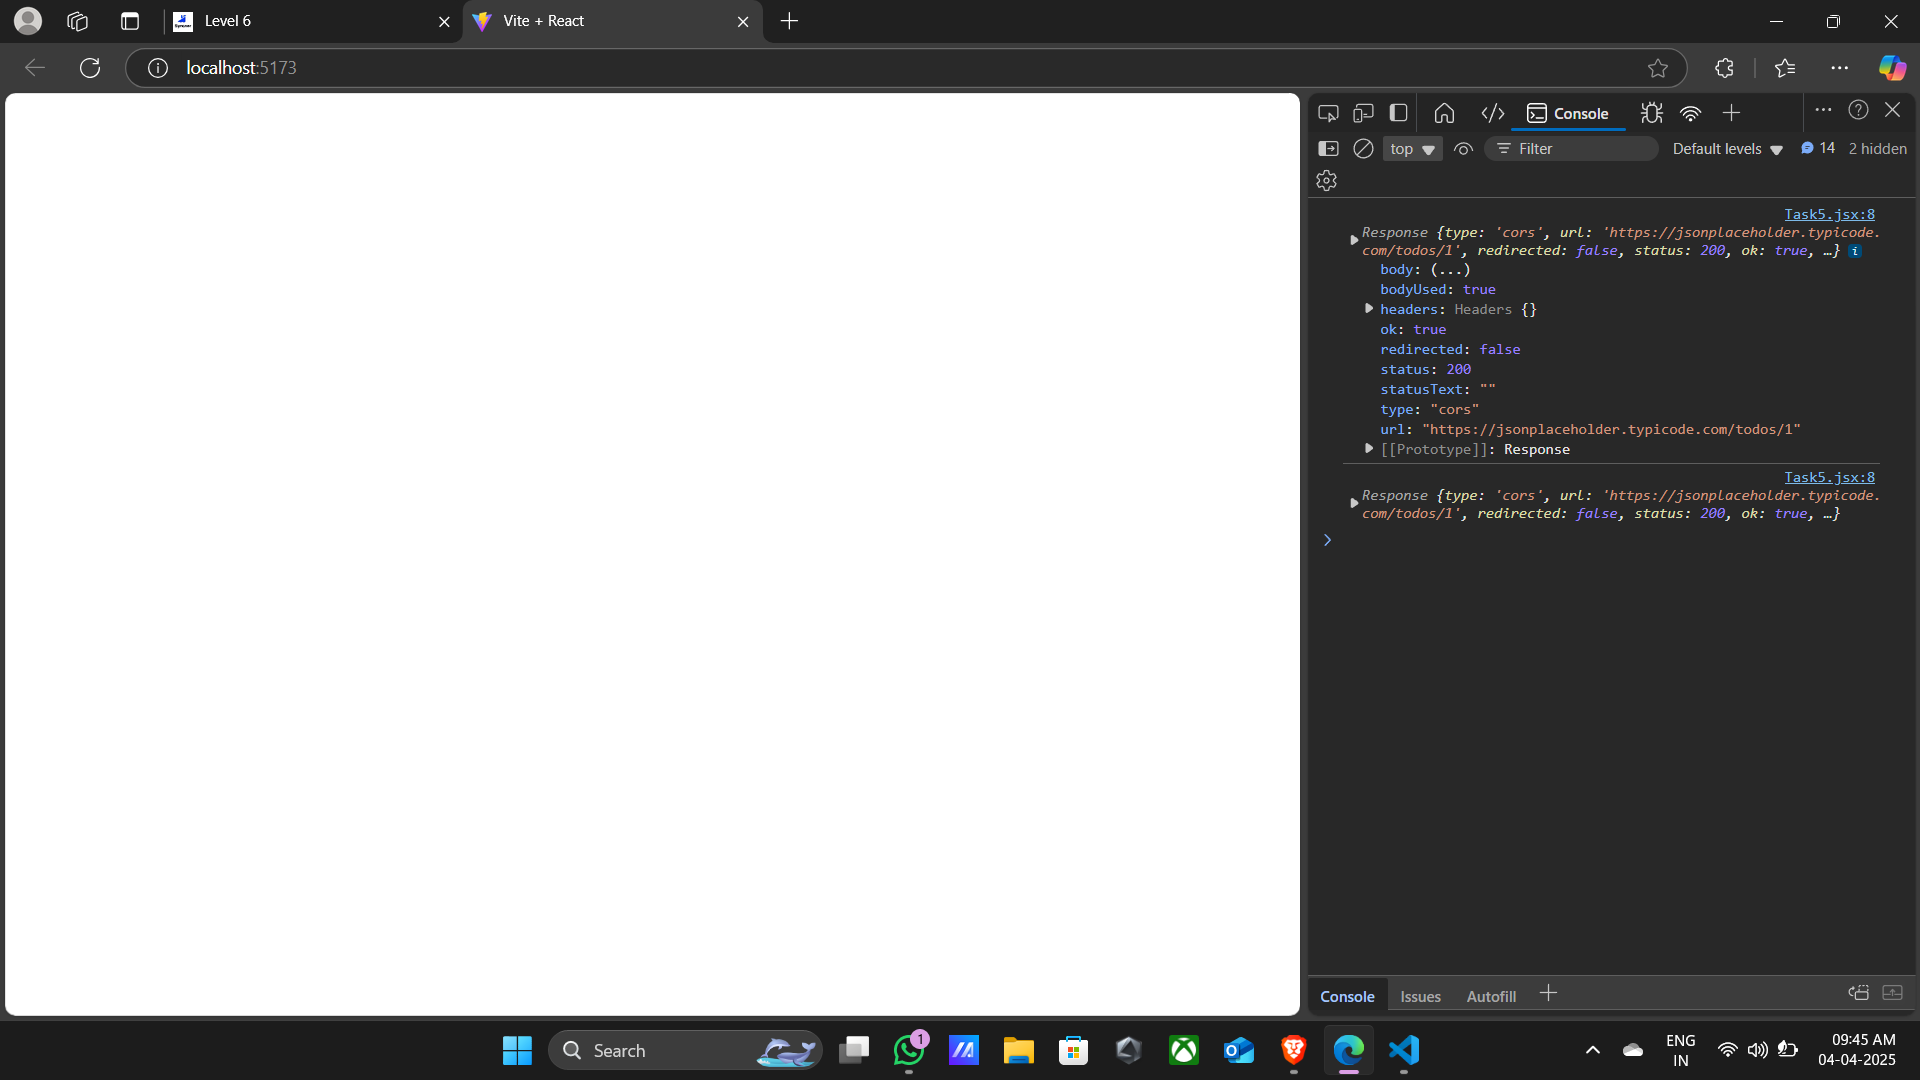 Level 6
Vite + React
localhost:5173
Console
top
Filter
Default levels
14
2 hidden
Task5.jsx:8
Response {type: 'cors', url: 'https://jsonplaceholder.typicode.
com/todos/1', redirected: false, status: 200, ok: true, …} i
body: (...)
bodyUsed: true
headers: Headers {}
ok: true
redirected: false
status: 200
statusText: ""
type: "cors"
url: "https://jsonplaceholder.typicode.com/todos/1"
[[Prototype]]: Response
Task5.jsx:8
Response {type: 'cors', url: 'https://jsonplaceholder.typicode.
com/todos/1', redirected: false, status: 200, ok: true, …}
Console
Issues
Autofill
Search
1
ENG
IN
09:45 AM
04-04-2025